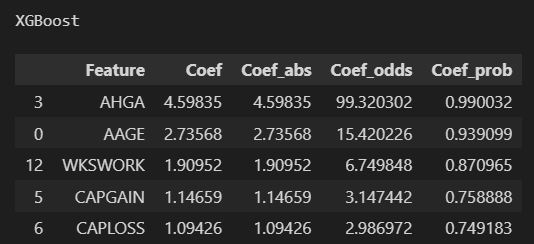 XGBoost
Feature Coef Coef_abs Coef_odds Coef_prob
3 AHGA 4.59835 4.59835 99.320302 0.990032
0 AAGE 2.73568 2.73568 15.420226 0.939099
12 WKSWORK 1.90952 1.90952 6.749848 0.870965
5 CAPGAIN 1.14659 1.14659 3.147442 0.758888
6 CAPLOSS 1.09426 1.09426 2.986972 0.749183